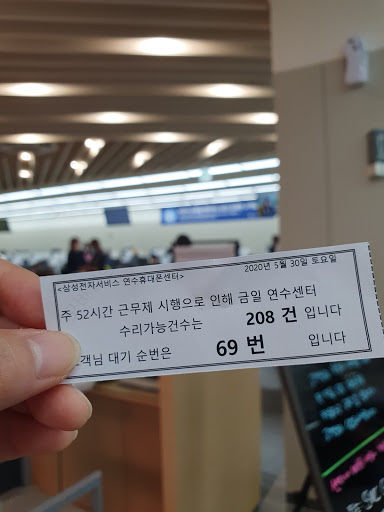 <삼성전자서비스 연수휴대폰센터>
2020년 5월 30일 토요일
주 52시간 근무제 시행으로 인해 금일 연수센터
수리가능건수는 208 건 입니다
객님 대기 순번은 69 번 입니다